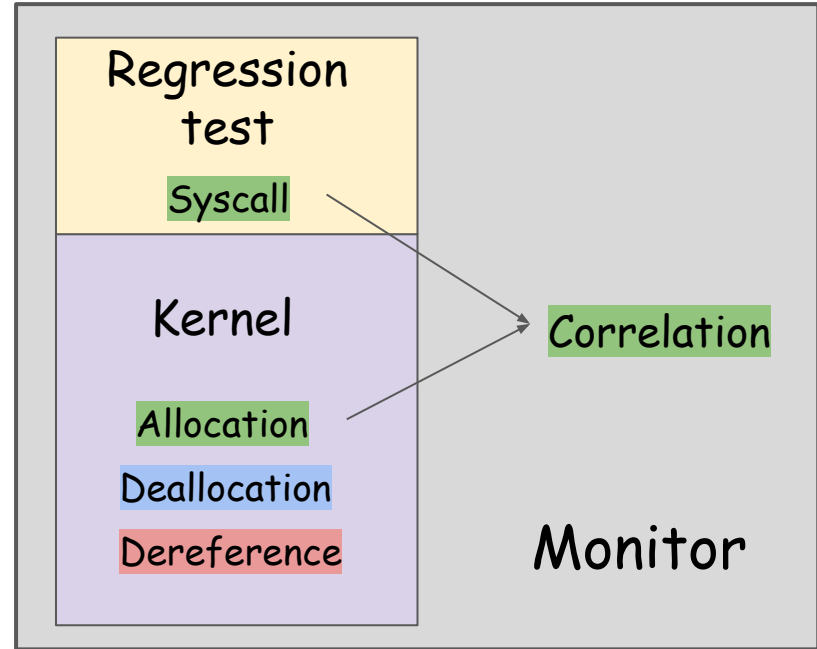 Regression
test
Syscall
Kernel
Correlation
Allocation
Deallocation
Dereference
Monitor